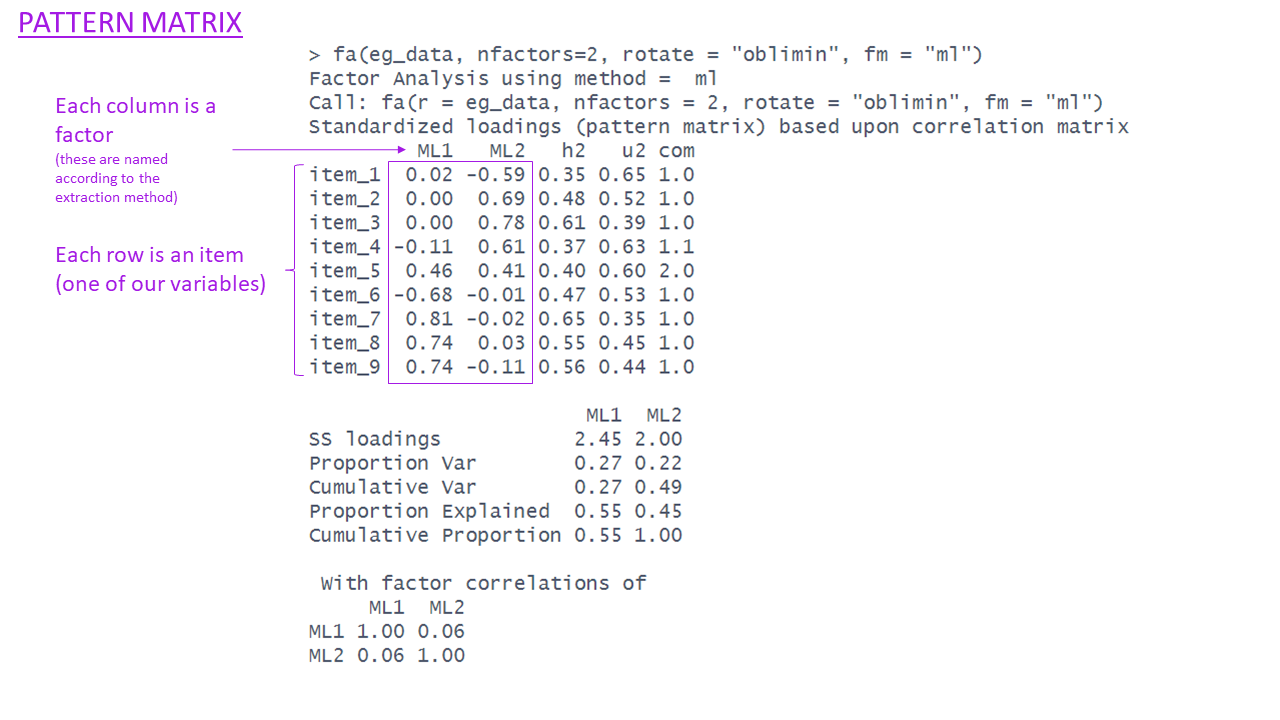 PATTERN MATRIX
> fa(eg_data, nfactors=2, rotate = "oblimin", fm = "ml")
Factor Analysis using method =  ml
Call: fa(r = eg_data, nfactors = 2, rotate = "oblimin", fm = "ml")
Standardized loadings (pattern matrix) based upon correlation matrix
Each column is a
factor
(these are named
according to the
extraction method)
Each row is an item
(one of our variables)
ML1 ML2 h2 u2 com
item_1 0.02 -0.59 0.35 0.65 1.0
item_2 0.00 0.69 0.48 0.52 1.0
item_3 0.00 0.78 0.61 0.39 1.0
item_4 -0.11 0.61 0.37 0.63 1.1
item_5 0.46 0.41 0.40 0.60 2.0
item_6 -0.68 -0.01 0.47 0.53 1.0
item_7 0.81 -0.02 0.65 0.35 1.0
item_8 0.74 0.03 0.55 0.45 1.0
item_9 0.74 -0.11 0.56 0.44 1.0
ML1 ML2
SS loadings 2.45 2.00
Proportion Var 0.27 0.22
Cumulative Var 0.27 0.49
Proportion Explained 0.55 0.45
Cumulative Proportion 0.55 1.00
With factor correlations of
ML1 ML2
ML1 1.00 0.06
ML2 0.06 1.00